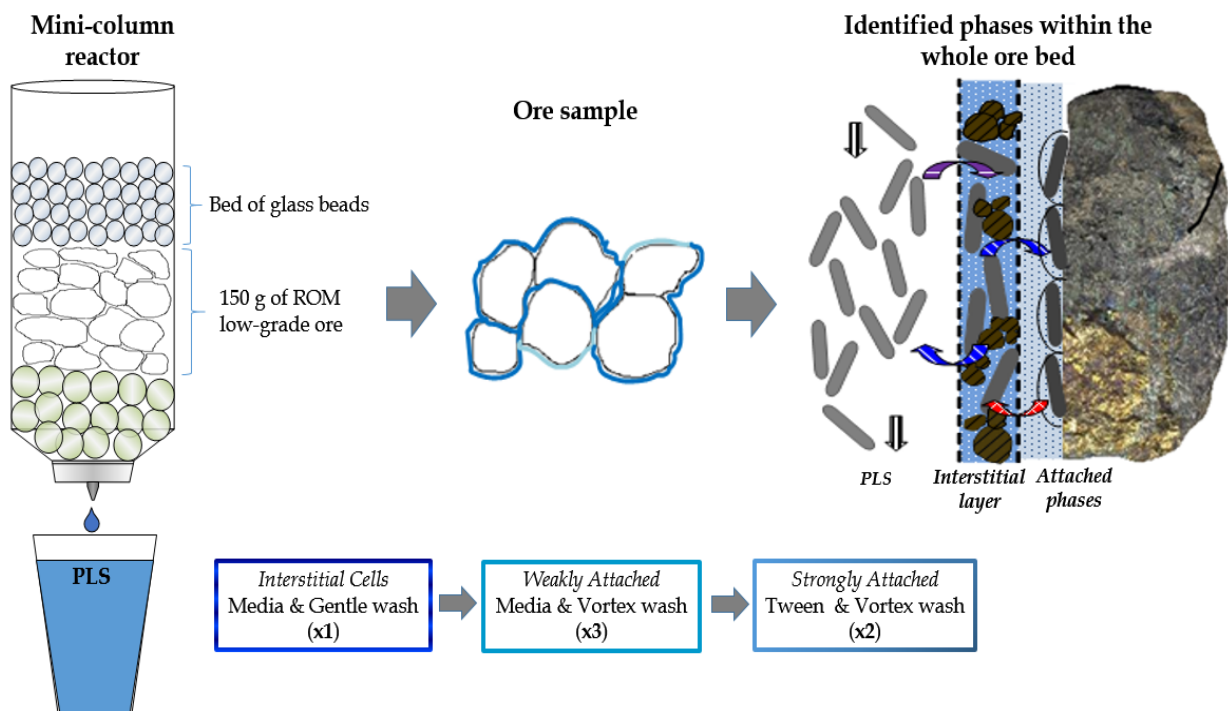 Mini-column
reactor
Bed of glass beads
150 g of ROM
low-grade ore
PLS
Ore sample
Identified phases within the
whole ore bed
PLS
Interstitial
layer
Attached
phases
Interstitial Cells
Media & Gentle wash
(x1)
Weakly Attached
Media & Vortex wash
(x3)
Strongly Attached
Tween & Vortex wash
(x2)